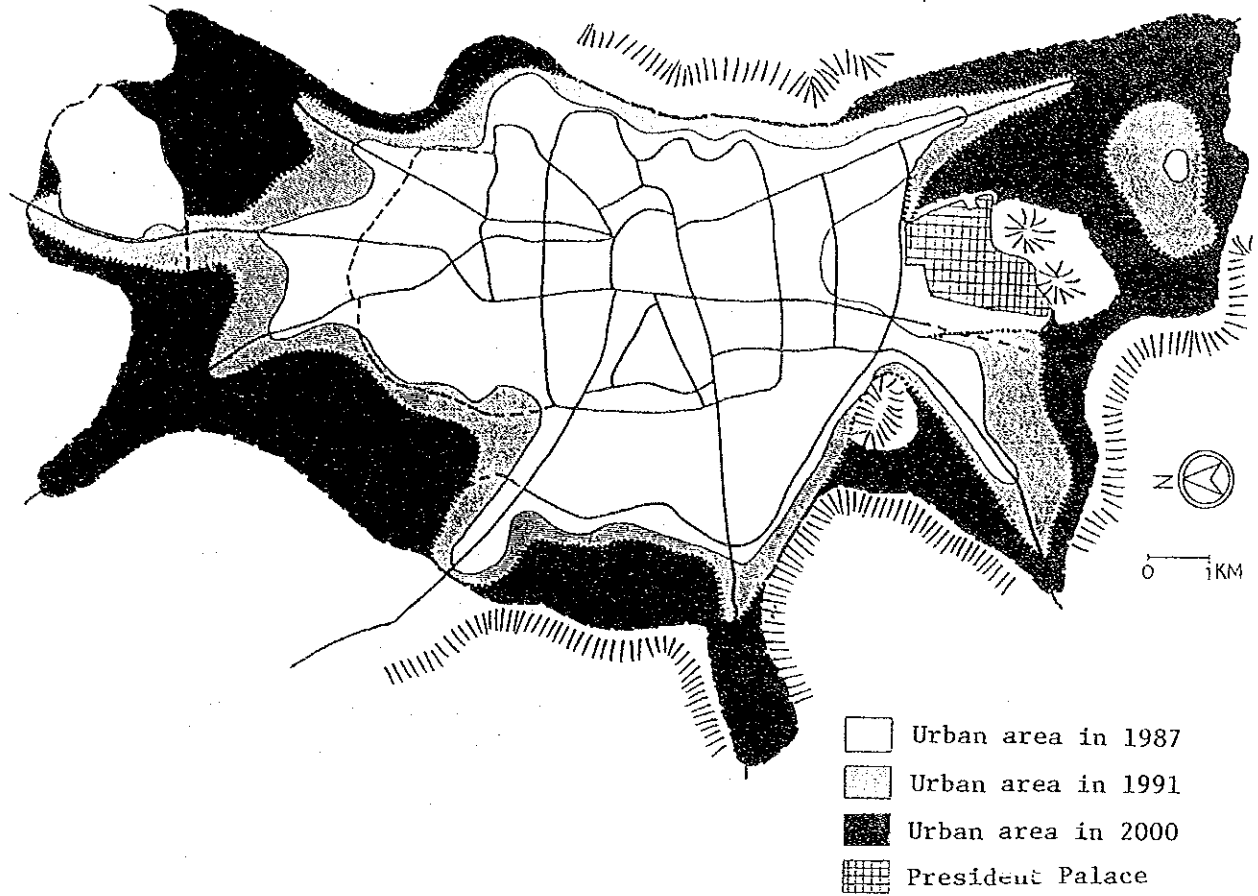 N
0 1KM
Urban area in 1987
Urban area in 1991
Urban area in 2000
President Palace